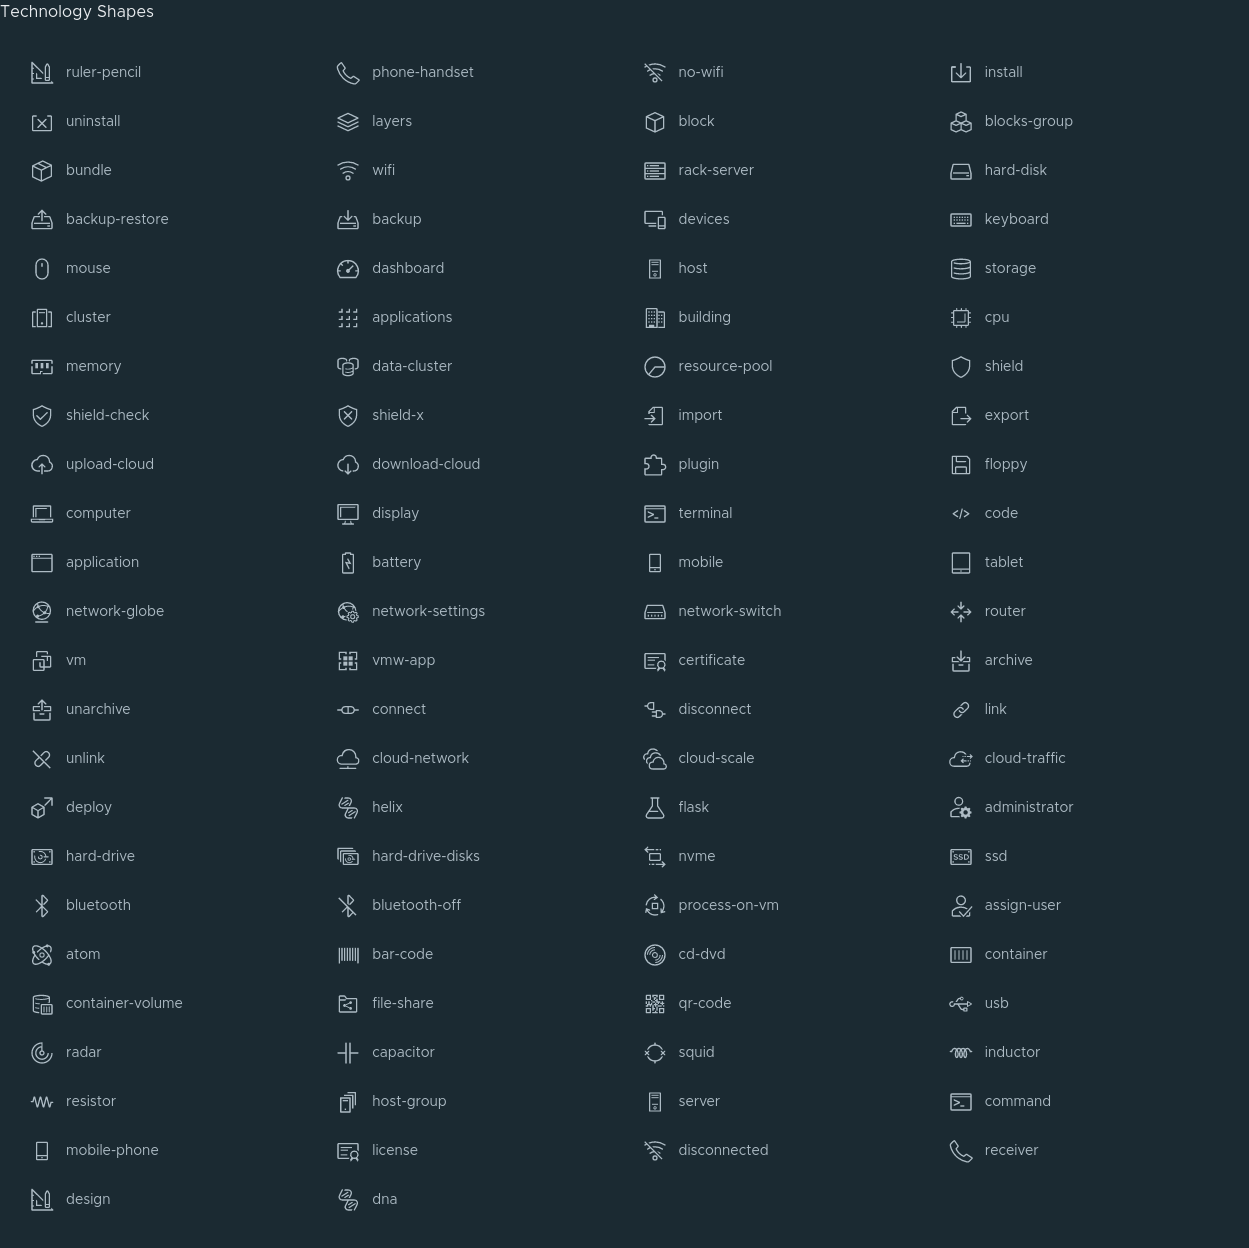 Technology Shapes
ruler-pencil phone-handset no-wifi install
uninstall layers block blocks-group
bundle wifi rack-server hard-disk
backup-restore backup devices keyboard
mouse dashboard host storage
cluster applications building cpu
memory data-cluster resource-pool shield
shield-check shield-x import export
upload-cloud download-cloud plugin floppy
computer display terminal code
application battery mobile tablet
network-globe network-settings network-switch router
vm vmw-app certificate archive
unarchive connect disconnect link
unlink cloud-network cloud-scale cloud-traffic
deploy helix flask administrator
hard-drive hard-drive-disks nvme SSD ssd
bluetooth bluetooth-off process-on-vm assign-user
atom bar-code cd-dvd container
container-volume file-share qr-code usb
radar capacitor squid inductor
resistor host-group server command
mobile-phone license disconnected receiver
design dna